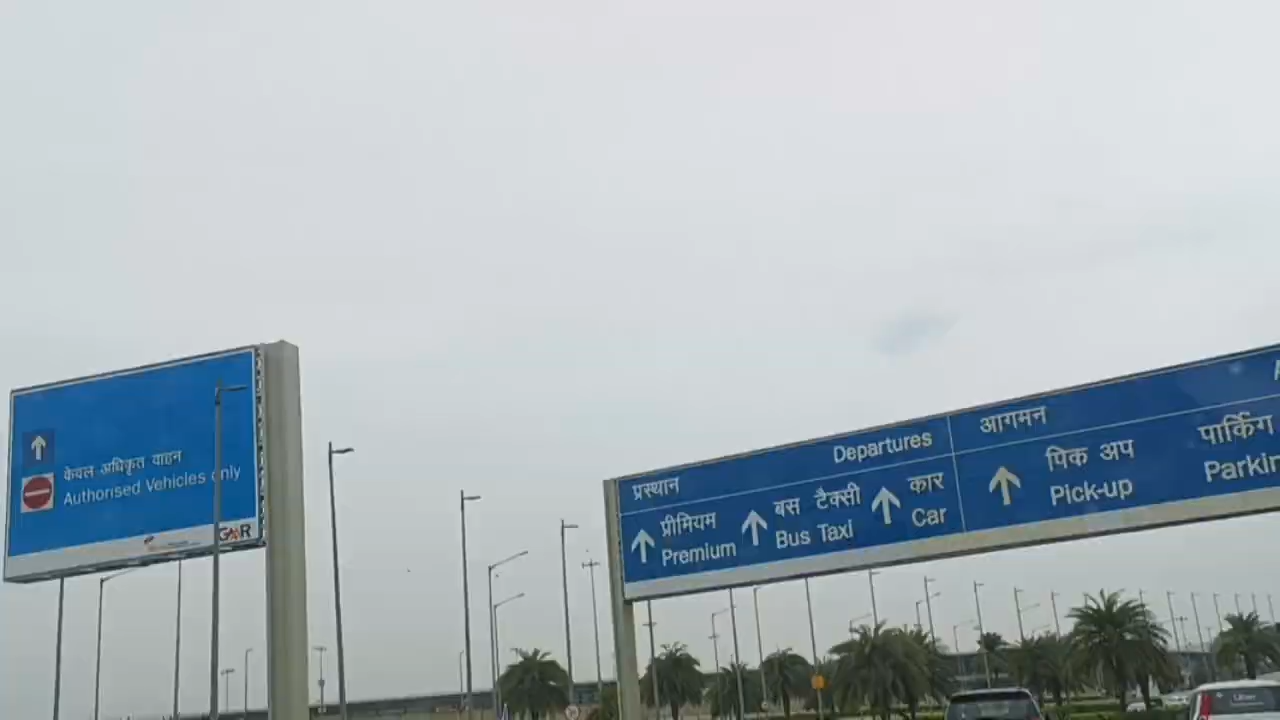 केवल अधिकृत वाहन
Authorised Vehicles only
GMR
प्रस्थान Departures
प्रीमियम
Premium
बस टैक्सी
Bus Taxi
कार
Car
आगमन
पिक अप
Pick-up
पार्किंग
Uber